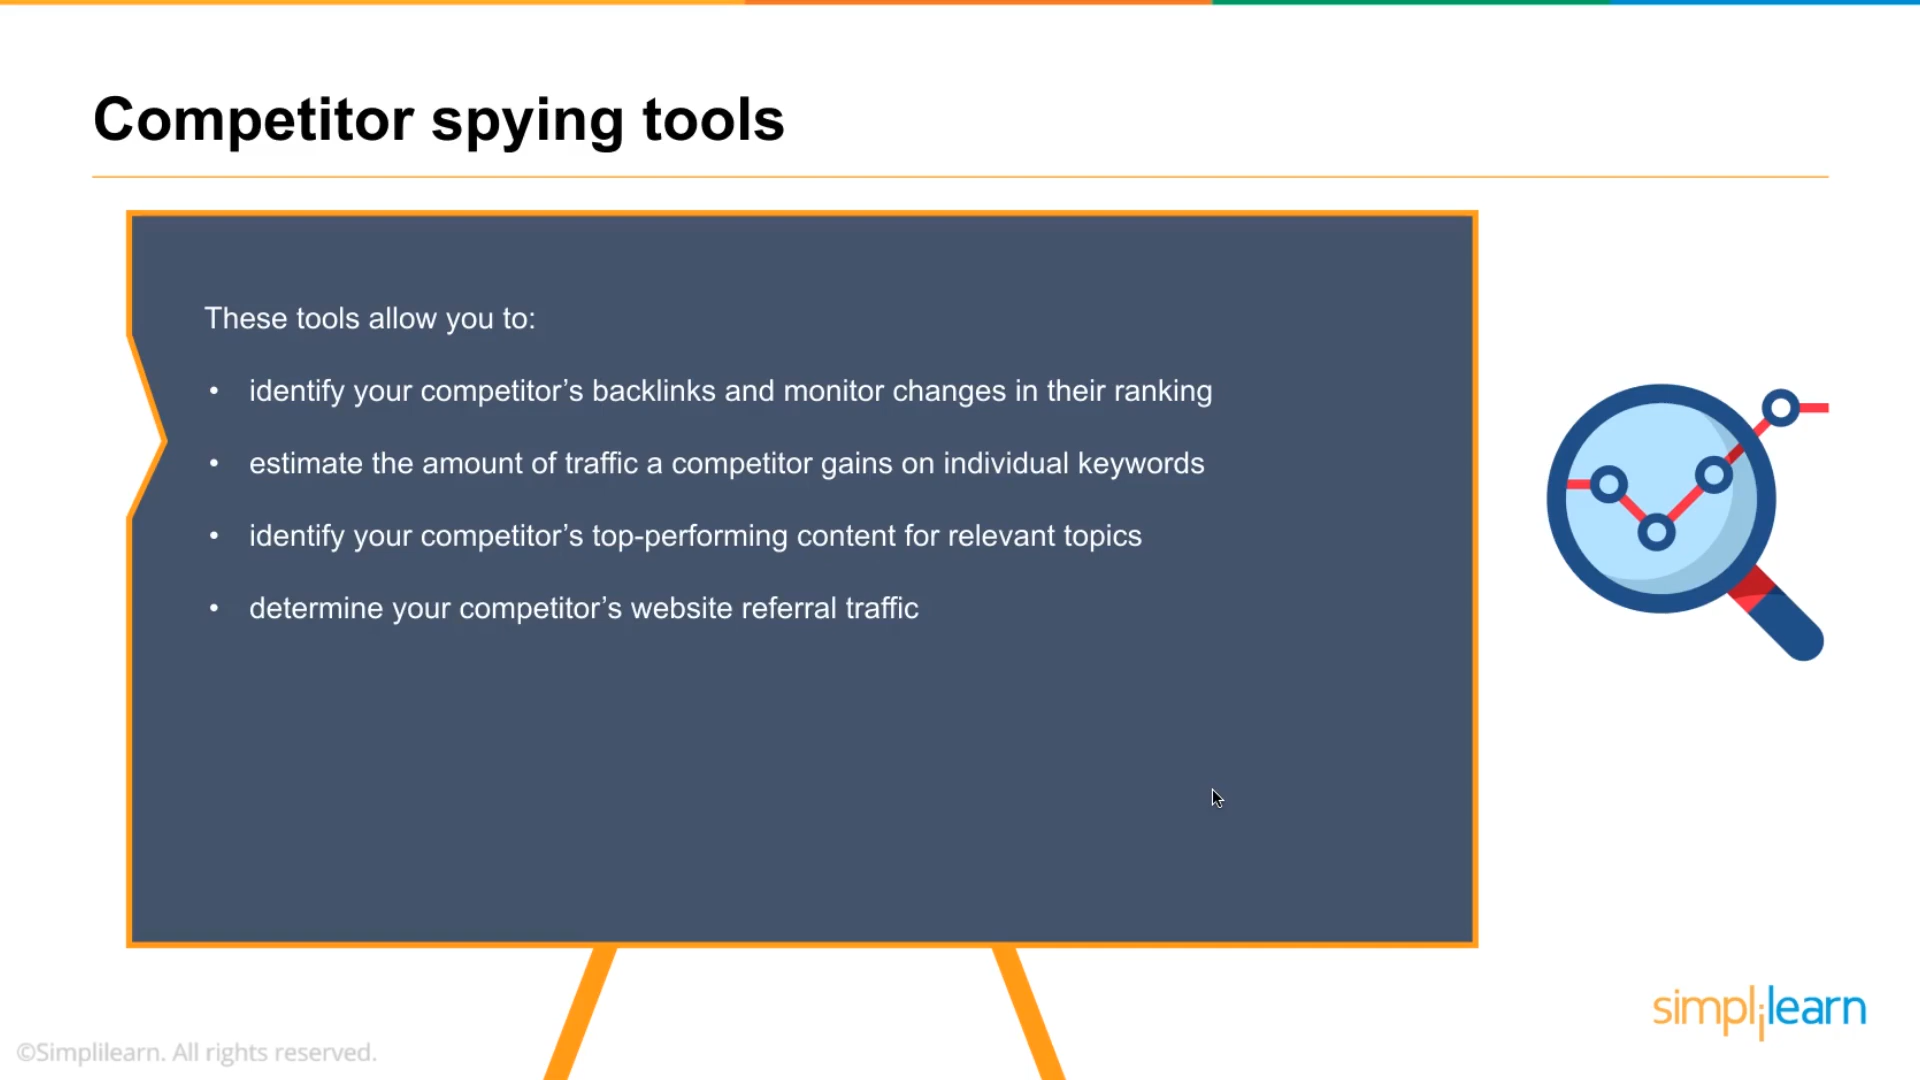 Competitor spying tools
These tools allow you to:
• identify your competitor’s backlinks and monitor changes in their ranking
• estimate the amount of traffic a competitor gains on individual keywords
• identify your competitor’s top-performing content for relevant topics
• determine your competitor’s website referral traffic
simplilearn
©Simplilearn. All rights reserved.